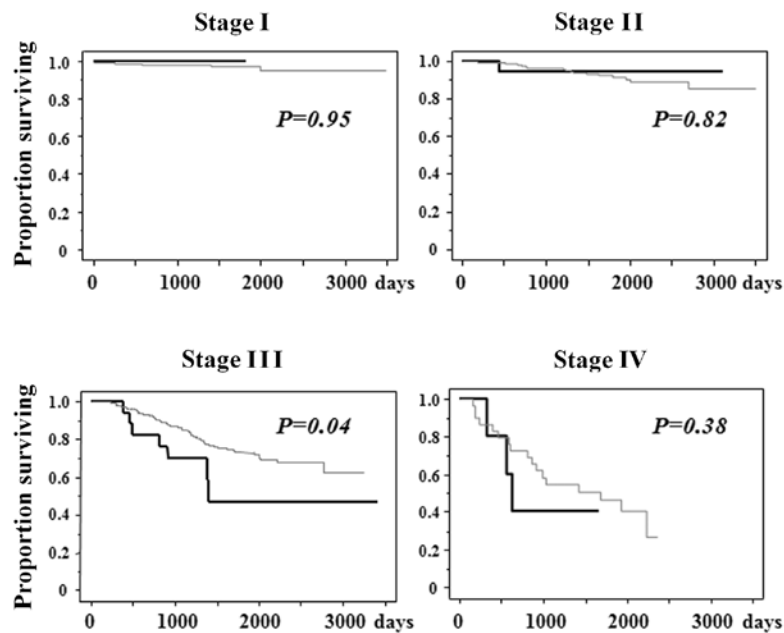 Stage I
Stage II
Proportion surviving
1.0
0.8
0.6
0.4
0.2
0
P=0.95
0 1000 2000 3000 days
1.0
0.8
0.6
0.4
0.2
0
P=0.82
0 1000 2000 3000 days
Stage III
Stage IV
Proportion surviving
1.0
0.8
0.6
0.4
0.2
0
P=0.04
0 1000 2000 3000 days
1.0
0.8
0.6
0.4
0.2
0
P=0.38
0 1000 2000 3000 days